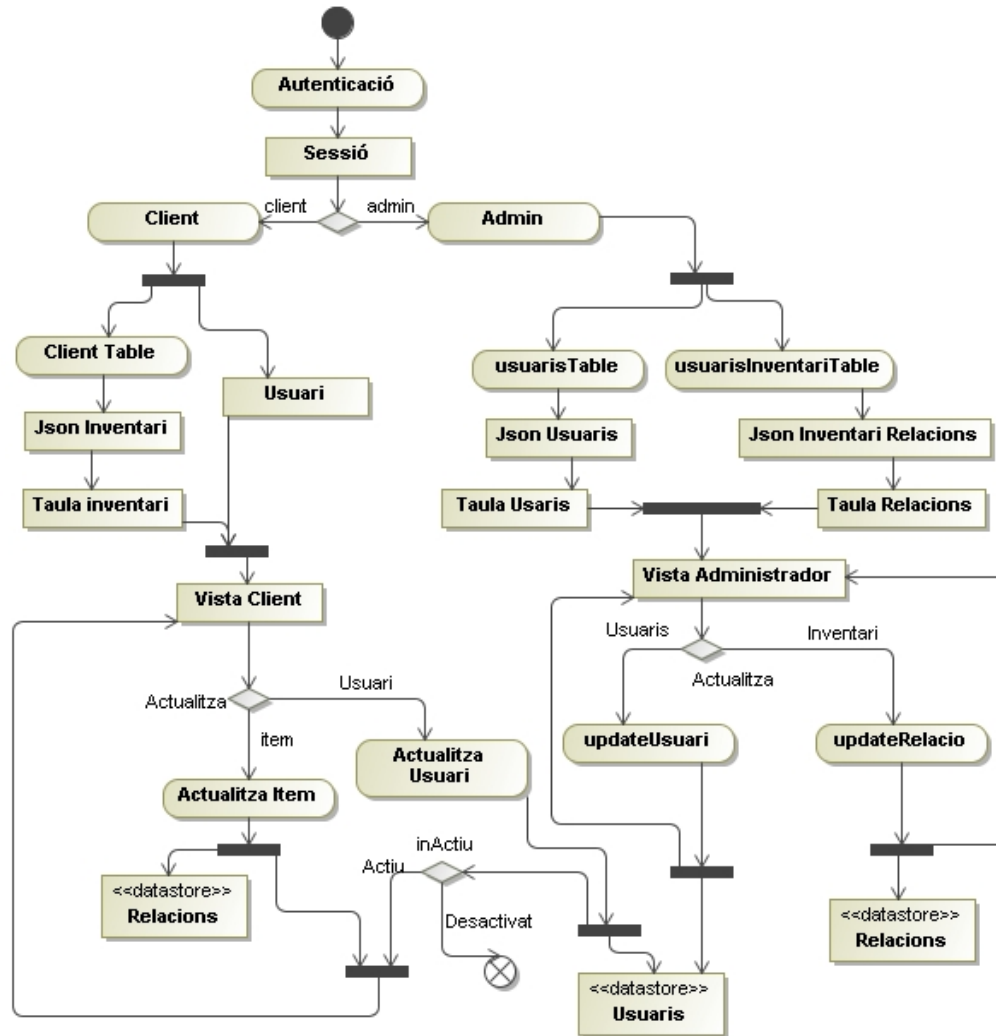 Autenticació
Sessió
client
admin
Client
Admin
Client Table
usuarisTable
usuarisInventariTable
Usuari
Json Inventari
Json Usuaris
Json Inventari Relacions
Taula inventari
Taula Usaris
Taula Relacions
Vista Client
Vista Administrador
Usuaris
Inventari
Actualitza
Usuari
Actualitza
item
updateUsuari
updateRelacio
Actualitza
Usuari
Actualitza Item
inActiu
Actiu
<<datastore>>
Relacions
Desactivat
<<datastore>>
Relacions
<<datastore>>
Usuaris